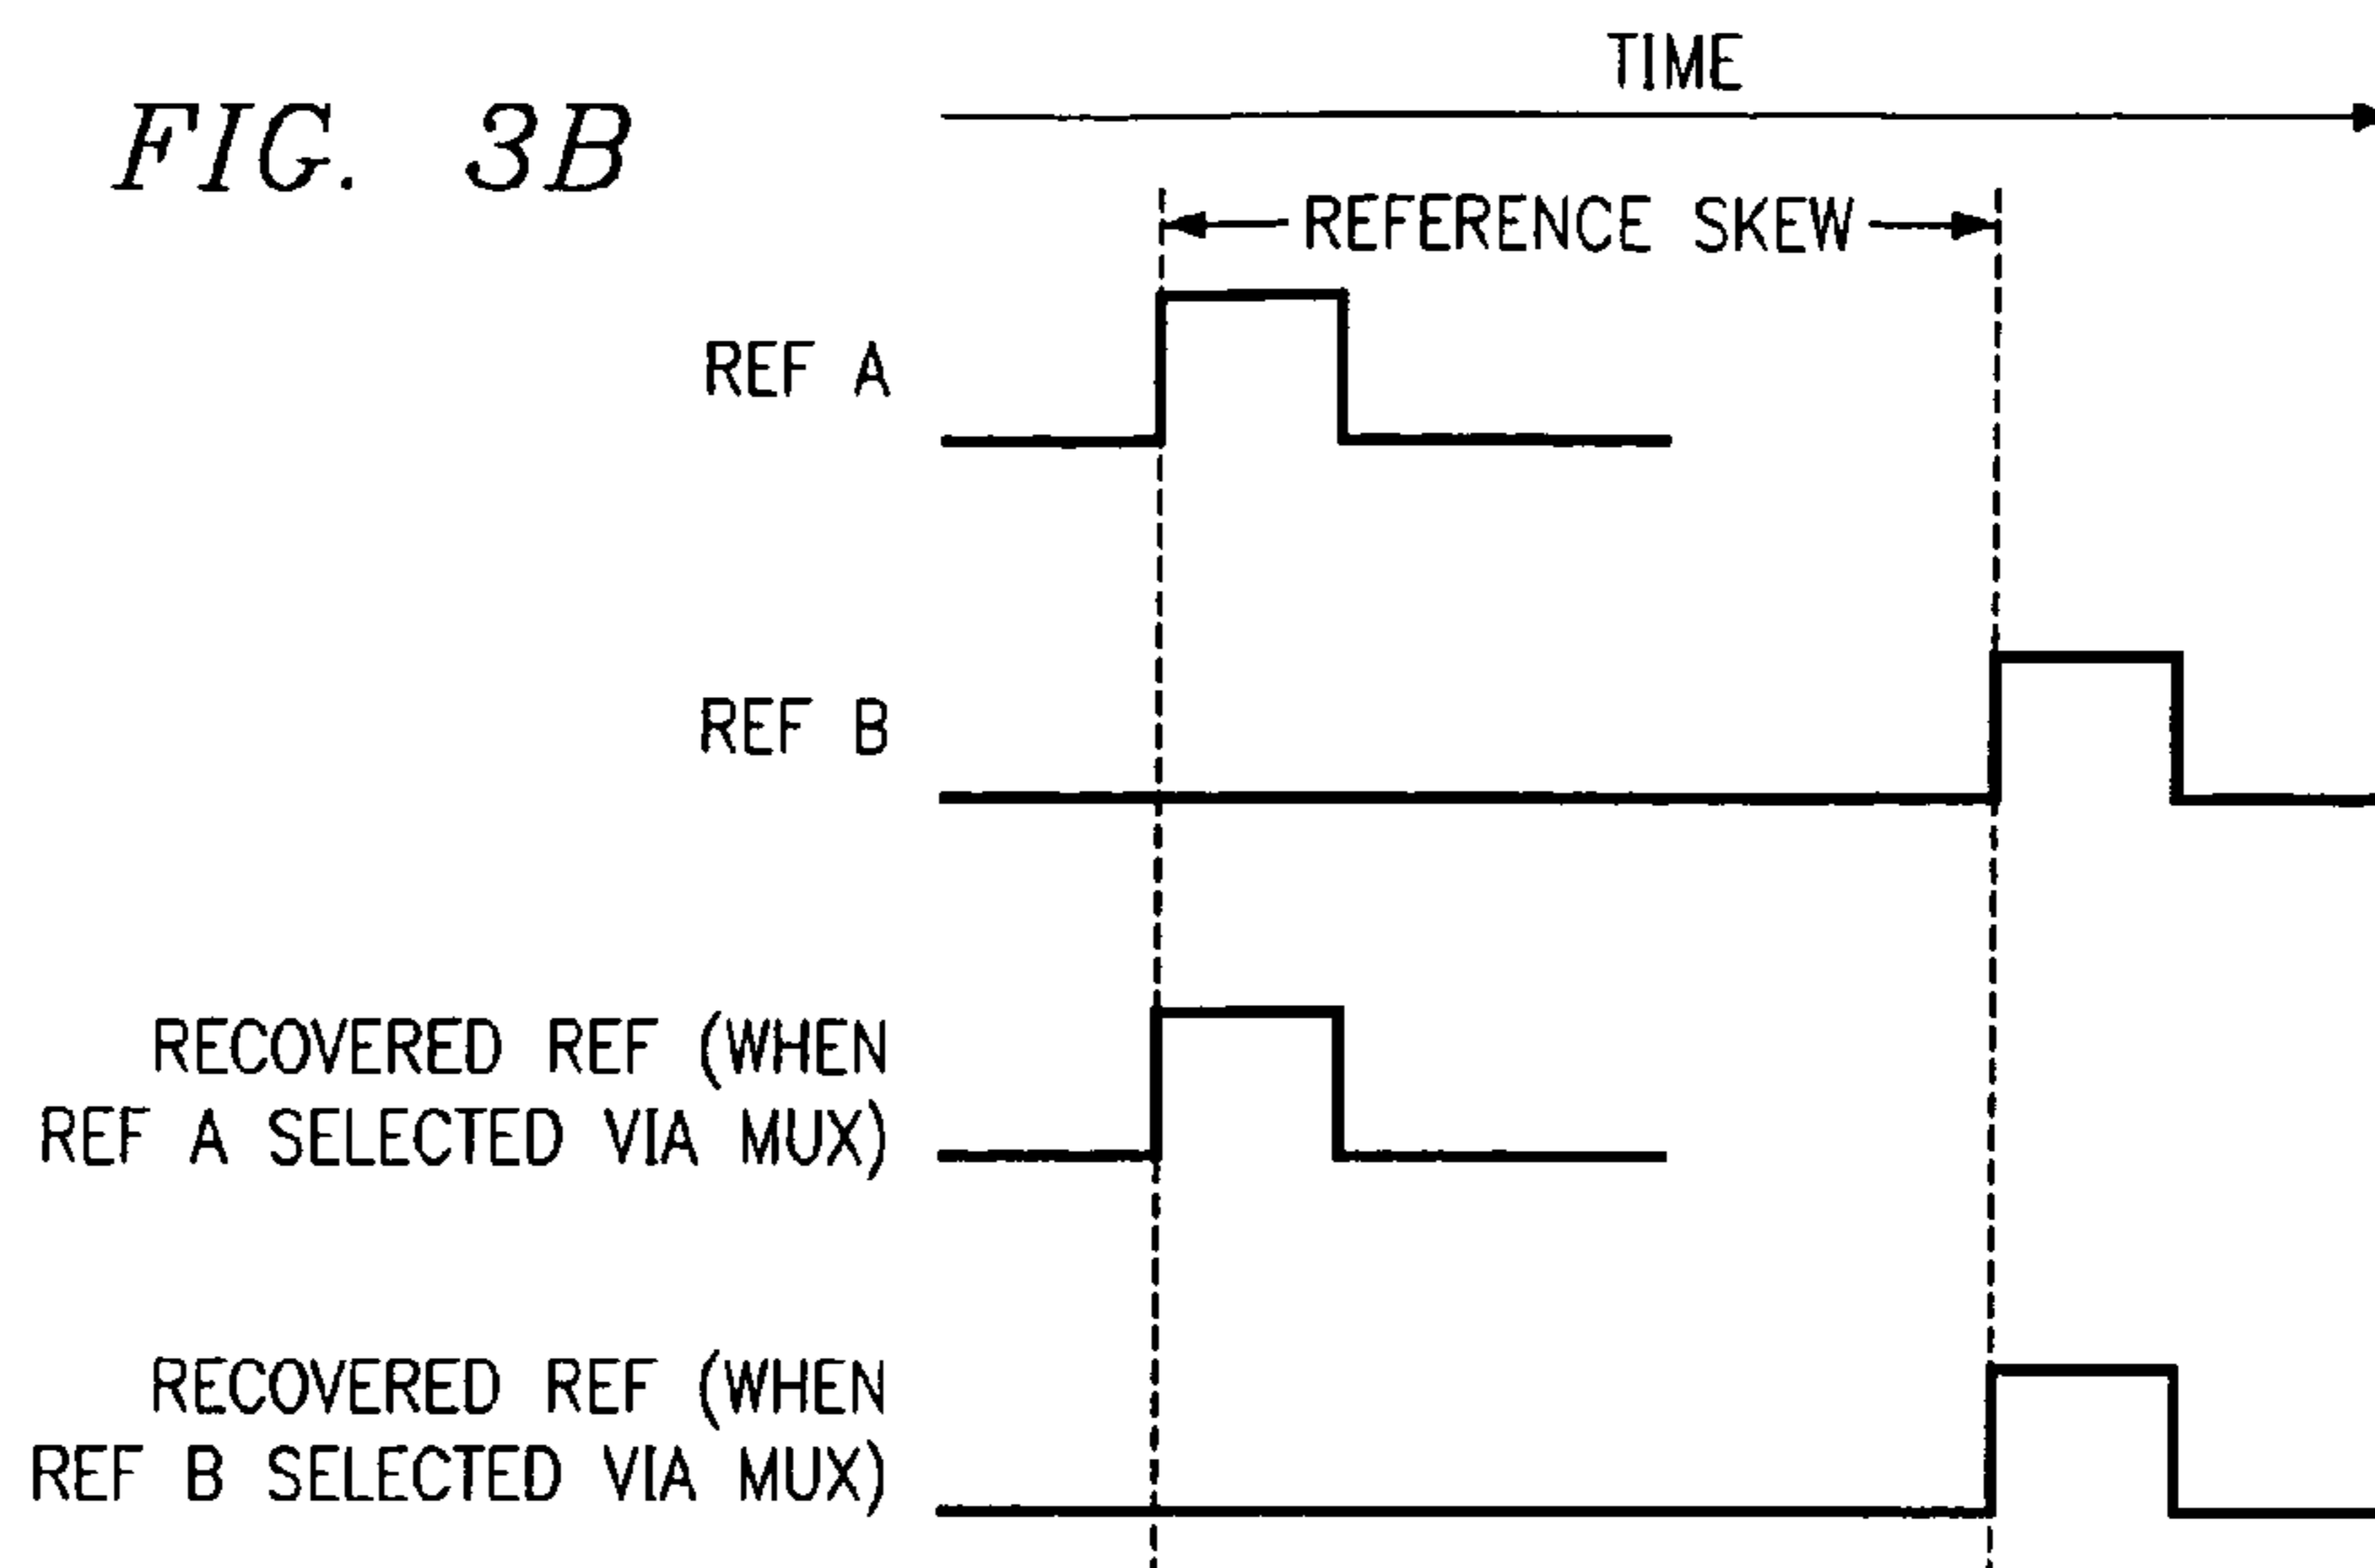 FIG. 3B
TIME
REFERENCE SKEW
REF A
REF B
RECOVERED REF (WHEN
REF A SELECTED VIA MUX)
RECOVERED REF (WHEN
REF B SELECTED VIA MUX)